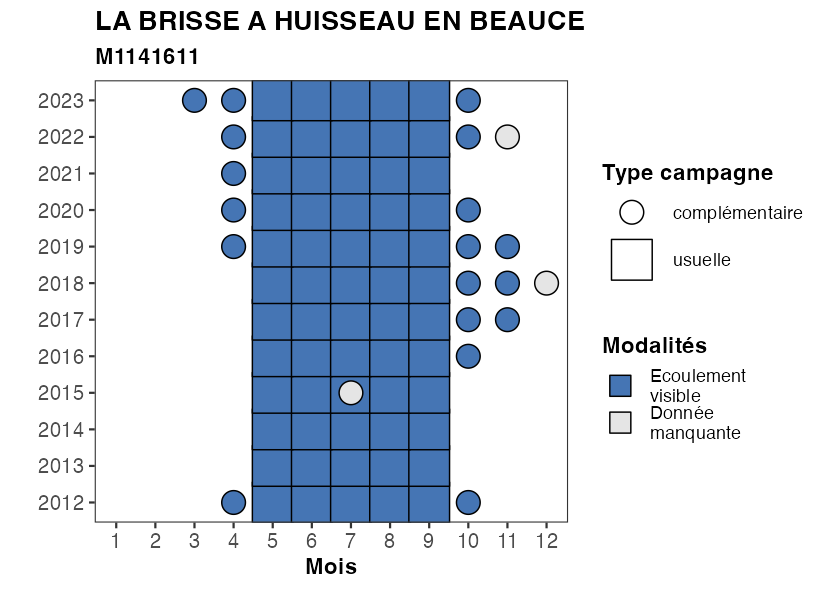 LA BRISSE A HUISSEAU EN BEAUCE
M1141611
2023
2022
2021
2020
2019
2018
2017
2016
2015
2014
2013
2012
1 2 3 4 5 6 7 8 9 10 11 12
Mois
Type campagne
complémentaire
usuelle
Modalités
Ecoulement
visible
Donnée
manquante